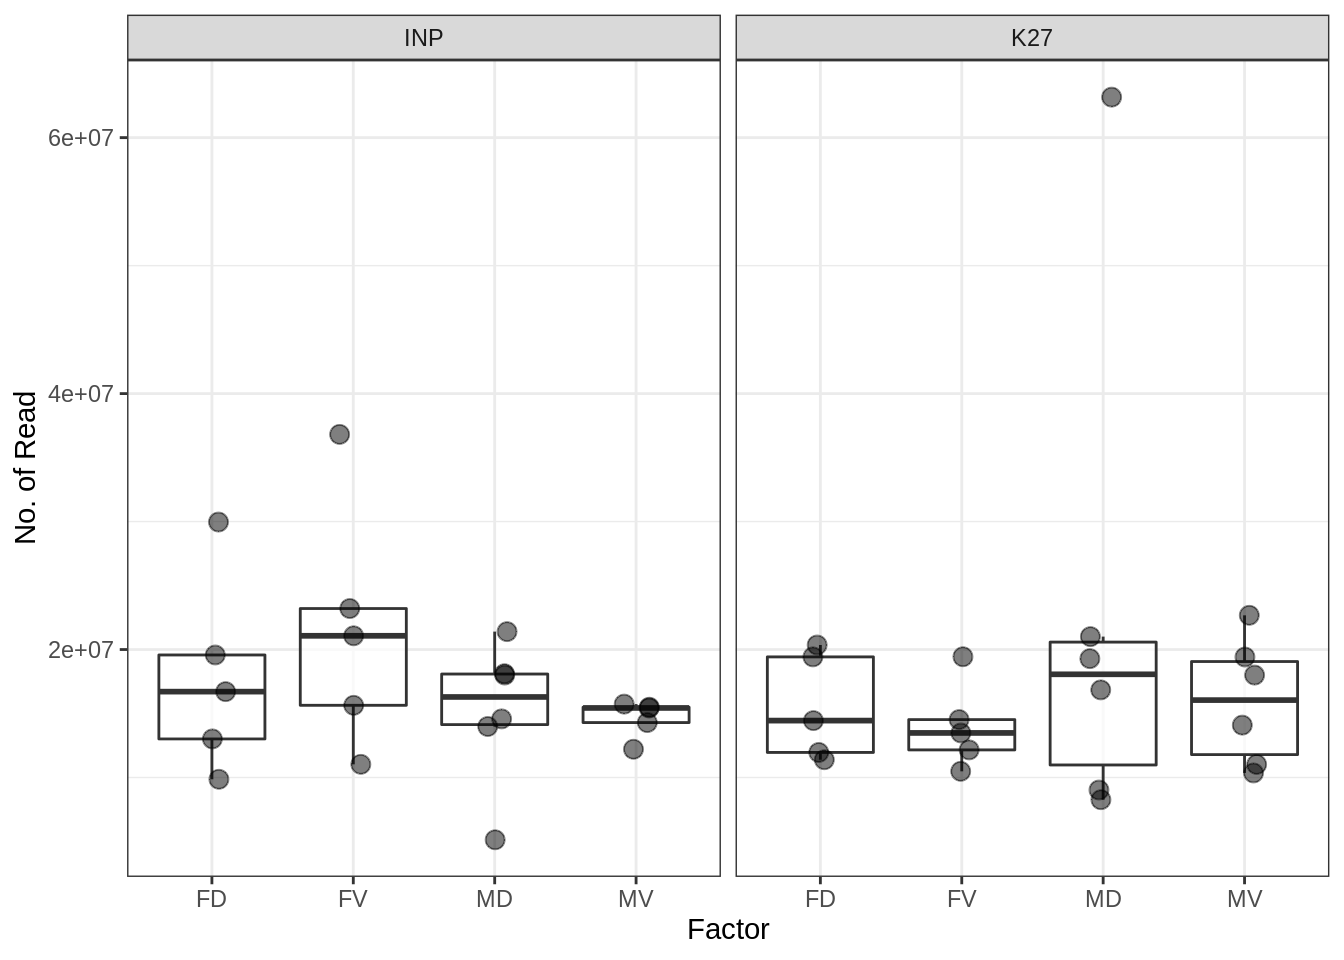 INP
K27
No. of Read
6e+07
4e+07
2e+07
FD FV MD MV
FD FV MD MV
Factor